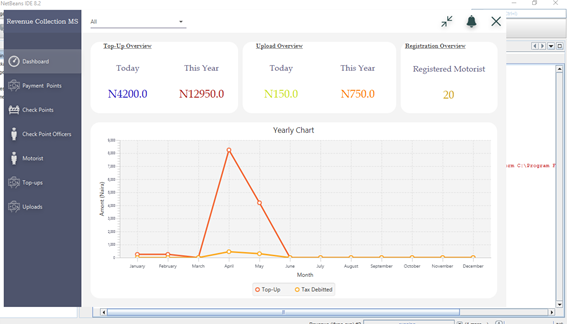 NetBeans IDE 8.2
Revenue Collection MS
All
Dashboard
Payment Points
Check Points
Check Point Officers
Motorist
Top-ups
Uploads
Top-Up Overview
Today
This Year
N4200.0
N12950.0
Upload Overview
Today
This Year
N150.0
N750.0
Registration Overview
Registered Motorist
20
Yearly Chart
Amont (Naira)
9,000
8,000
7,000
6,000
5,000
4,000
3,000
2,000
1,000
0
January February March April May June July August September October November December
Month
Top-Up Tax Debitted
om C:\Program F